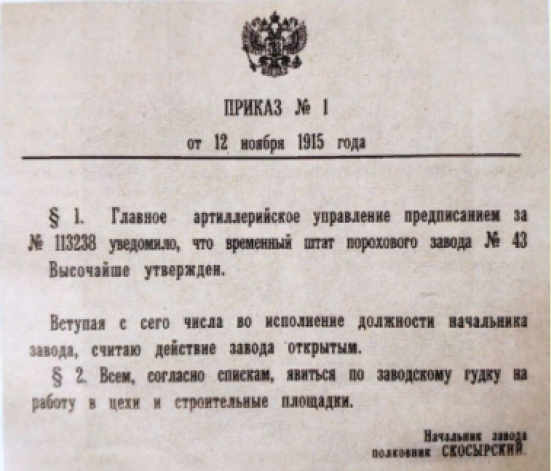 ПРИКАЗ № 1
от 12 ноября 1915 года
§ 1. Главное артиллерийское управление предписанием за
№ 113238 уведомило, что временный штат порохового завода № 43
Высочайше утвержден.
Вступая с сего числа во исполнение должности начальника
завода, считаю действие завода открытым.
§ 2. Всем, согласно спискам, явиться по заводскому гудку на
работу в цехи и строительные площадки.
Начальник завода
полковник СКОСЫРСКИЙ.